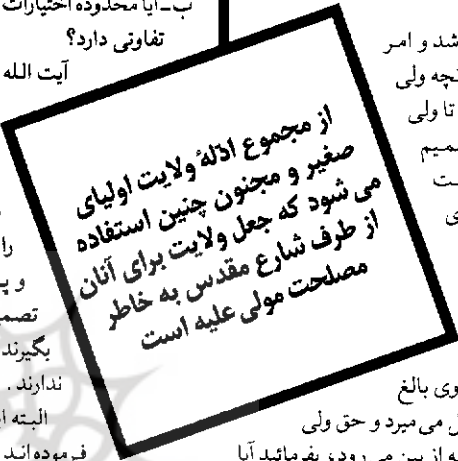 ب ـ آیا محدوده اختیارات
تفاوتی دارد؟
آیت الله
شد و امر
نچه ولی
تا ولی
از مجموع ادلهٔ ولایت اولیای
صغیر و مجنون چنین استفاده
می شود که جعل ولایت برای آنان
از طرف شارع مقدس به خاطر
مصلحت مولی علیه است
را
و پ
تصمی
بگیرند
ندارند .
البته ا
فرموده‌اند
وی بالغ
می میرد و حق ولی
از بین می رود، بفرمائید آیا